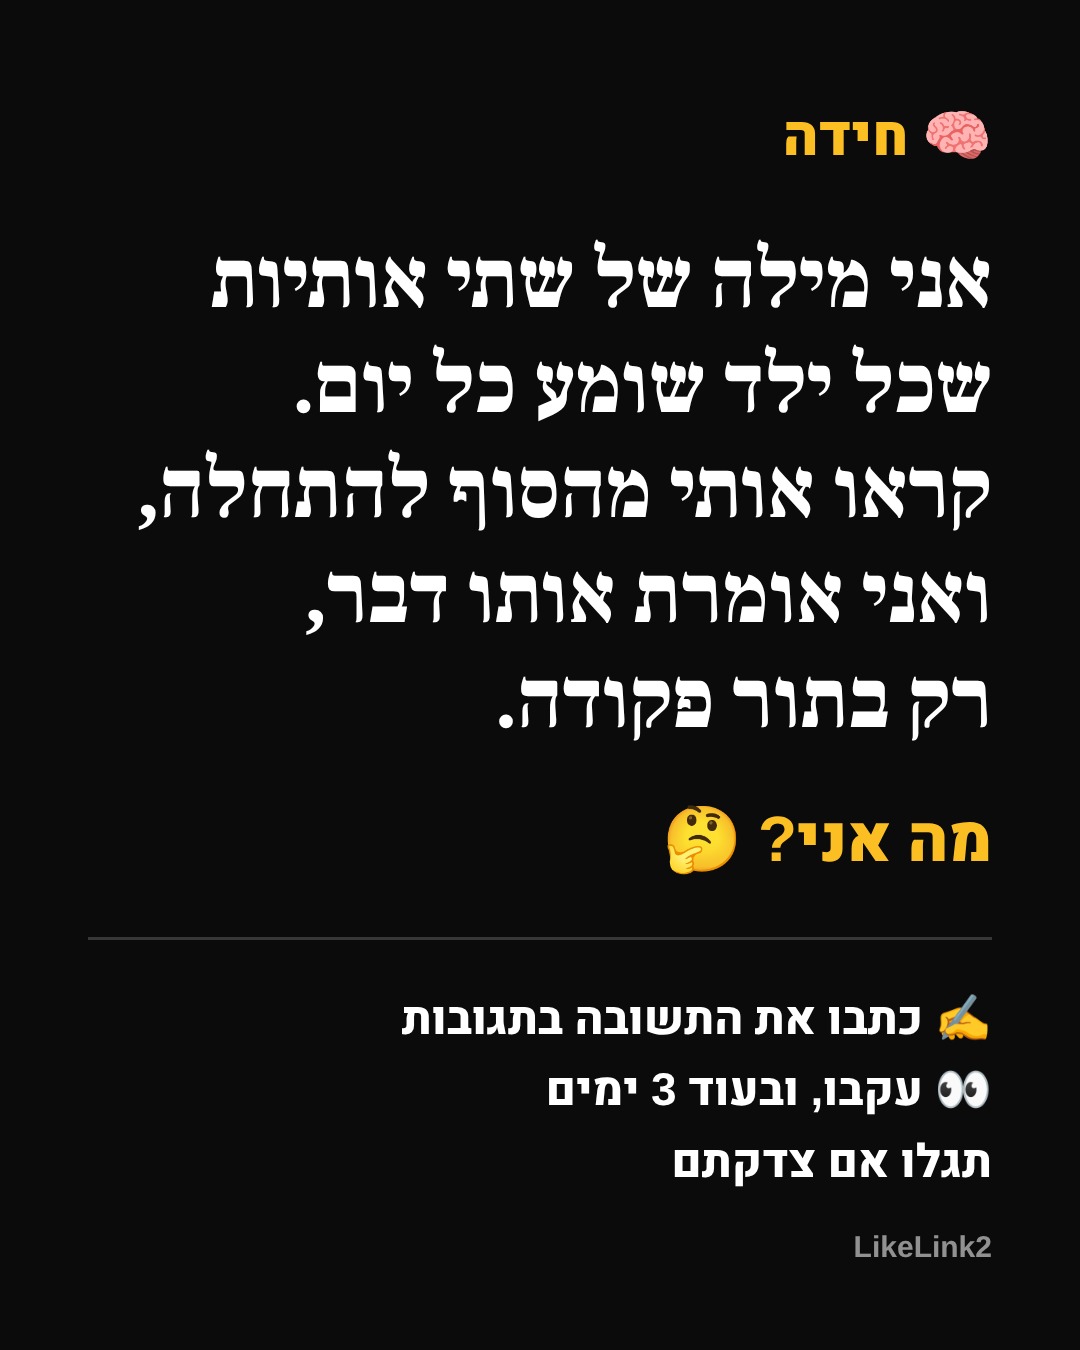 🧠 חידה
אני מילה של שתי אותיות
שכל ילד שומע כל יום.
קראו אותי מהסוף להתחלה,
ואני אומרת אותו דבר,
רק בתור פקודה.
מה אני? 🤔
✍️ כתבו את התשובה בתגובות
👀 עקבו, ובעוד 3 ימים
תגלו אם צדקתם
LikeLink2